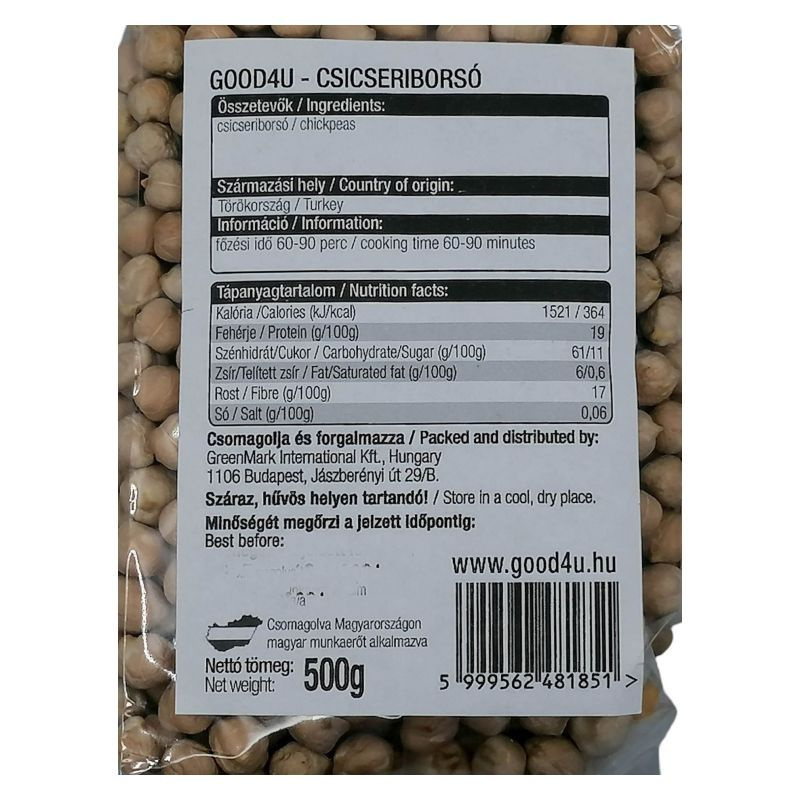 GOOD4U - CSICSERIBORSÓ
Összetevők / Ingredients:
csicseriborsó / chickpeas
Származási hely / Country of origin:
Törökország / Turkey
Információ / Information:
főzési idő 60-90 perc / cooking time 60-90 minutes
Tápanyagtartalom / Nutrition facts:
Kalória /Calories (kJ/kcal) 1521 / 364
Fehérje / Protein (g/100g) 19
Szénhidrát/Cukor / Carbohydrate/Sugar (g/100g) 61/11
Zsír/Telített zsír / Fat/Saturated fat (g/100g) 6/0,6
Rost / Fibre (g/100g) 17
Só / Salt (g/100g) 0,06
Csomagolja és forgalmazza / Packed and distributed by:
GreenMark International Kft., Hungary
1106 Budapest, Jászberényi út 29/B.
Száraz, hűvös helyen tartandó! / Store in a cool, dry place.
Minőségét megőrzi a jelzett időpontig:
Best before:
www.good4u.hu
Csomagolva Magyarországon
magyar munkaerőt alkalmazva
Nettó tömeg:
Net weight: 500g
5 999562 481851 >